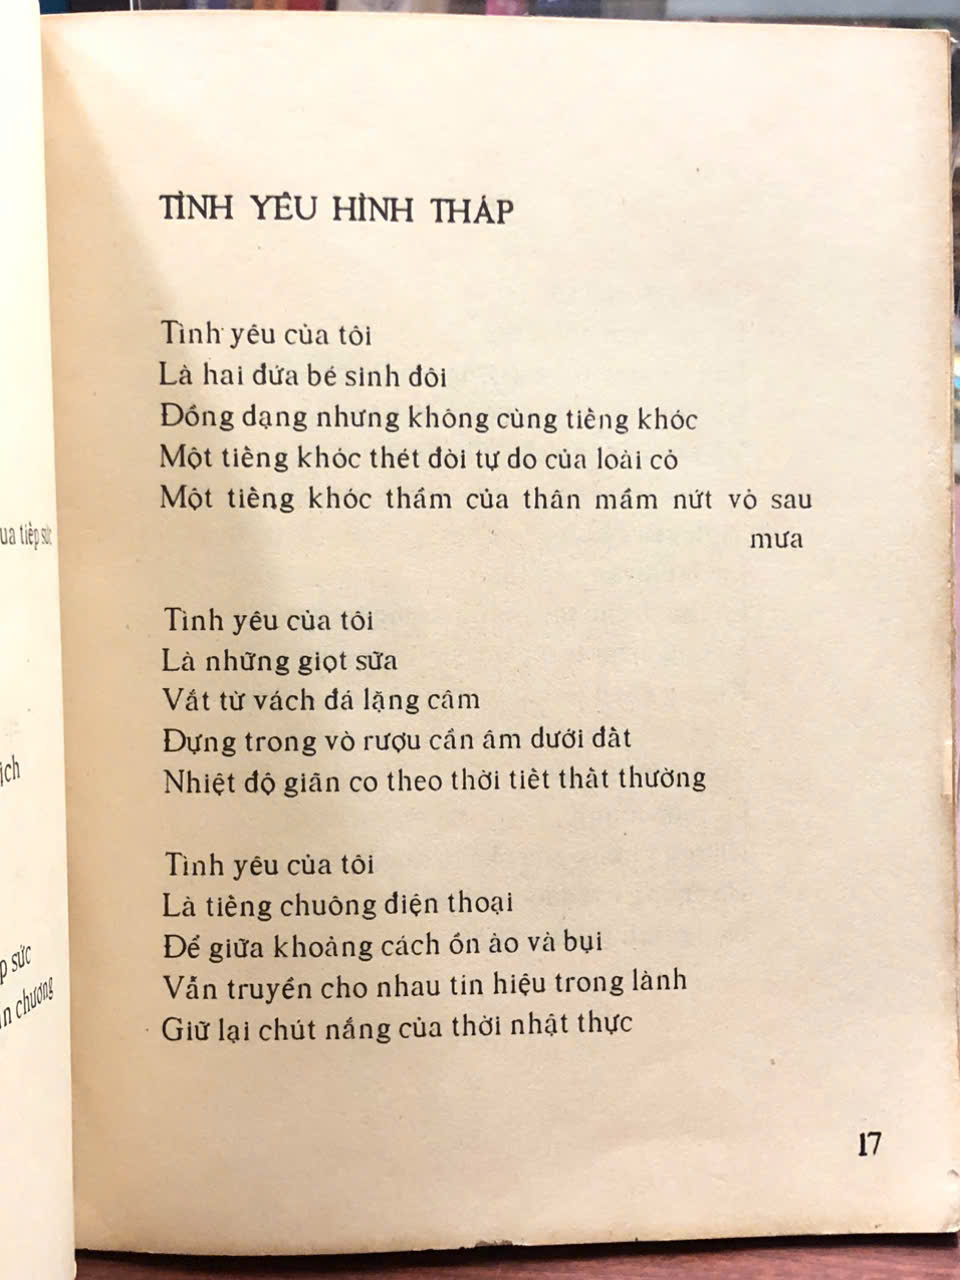 TÌNH YÊU HÌNH THÁP
Tình yêu của tôi
Là hai đứa bé sinh đôi
Đồng dạng nhưng không cùng tiếng khóc
Một tiếng khóc thét đòi tự do của loài cỏ
Một tiếng khóc thầm của thân mầm nứt vỏ sau
mưa
Tình yêu của tôi
Là những giọt sữa
Vắt từ vách đá lặng câm
Đựng trong vò rượu cần âm dưới đất
Nhiệt độ giãn co theo thời tiết thất thường
Tình yêu của tôi
Là tiếng chuông điện thoại
Để giữa khoảng cách ồn ào và bụi
Vẫn truyền cho nhau tin hiệu trong lành
Giữ lại chút nắng của thời nhật thực
17
tiếp sức
sức
chương